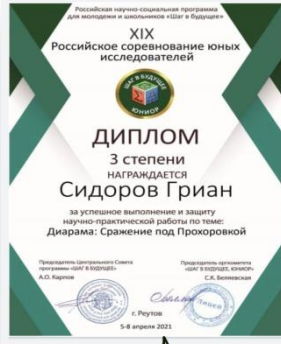 Российская научно-социальная программа
для молодежи и школьников «Шаг в будущее»
XIX
Российское соревнование юных
исследователей
ШАГ В БУДУЩЕЕ
ЮНИОР
ДИПЛОМ
3 степени
НАГРАЖДАЕТСЯ
Сидоров Гриан
за успешное выполнение и защиту
научно-практической работы по теме:
Диарама: Сражение под Прохоровкой
Председатель Центрального Совета
программы «ШАГ В БУДУЩЕЕ»
А.О. Карпов
Председатель оргкомитета
«ШАГ В БУДУЩЕЕ, ЮНИОР»
С.К. Беляевская
Лицей
г. Реутов
5-8 апреля 2021